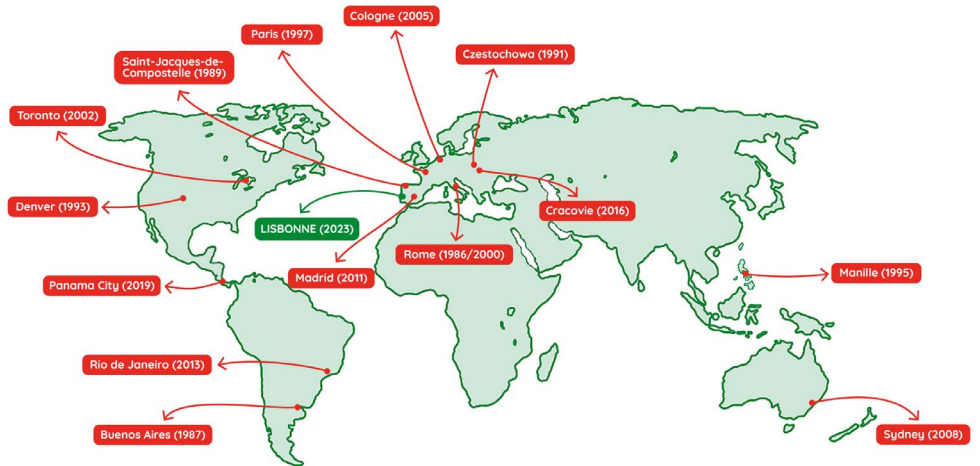 Cologne (2005)
Paris (1997)
Czestochowa (1991)
Saint-Jacques-de-
Compostelle (1989)
Toronto (2002)
Denver (1993)
LISBONNE (2023)
Cracovie (2016)
Rome (1986/2000)
Madrid (2011)
Panama City (2019)
Manille (1995)
Rio de Janeiro (2013)
Buenos Aires (1987)
Sydney (2008)